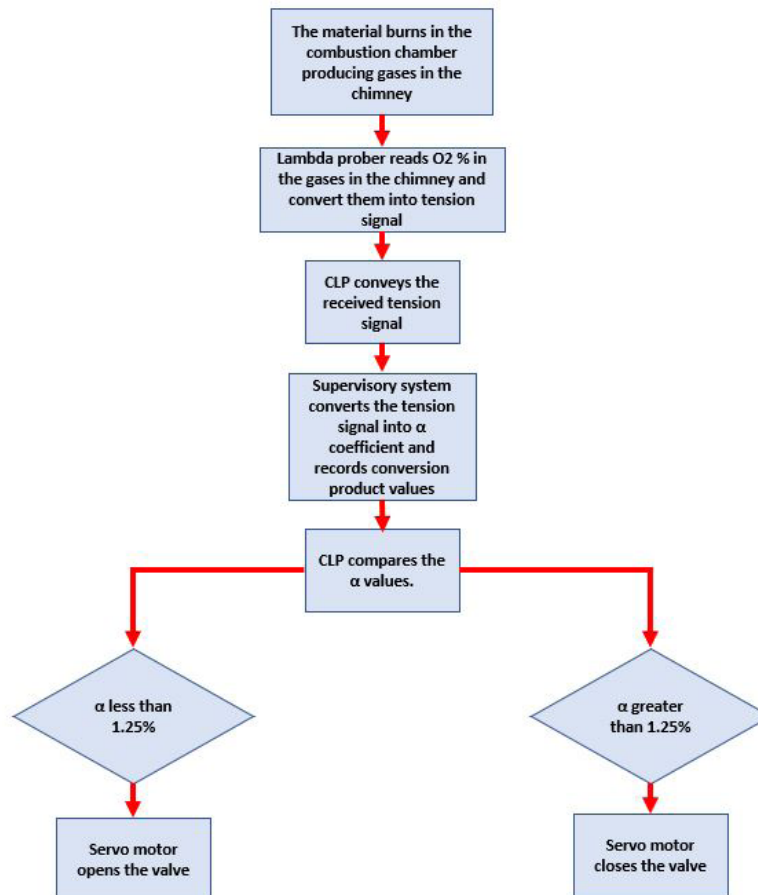 The material burns in the
combustion chamber
producing gases in the
chimney
Lambda prober reads O2 % in
the gases in the chimney and
convert them into tension
signal
CLP conveys the
received tension
signal
Supervisory system
converts the tension
signal into α
coefficient and
records conversion
product values
CLP compares the
α values.
α less than
1.25%
α greater
than 1.25%
Servo motor
opens the valve
Servo motor
closes the valve